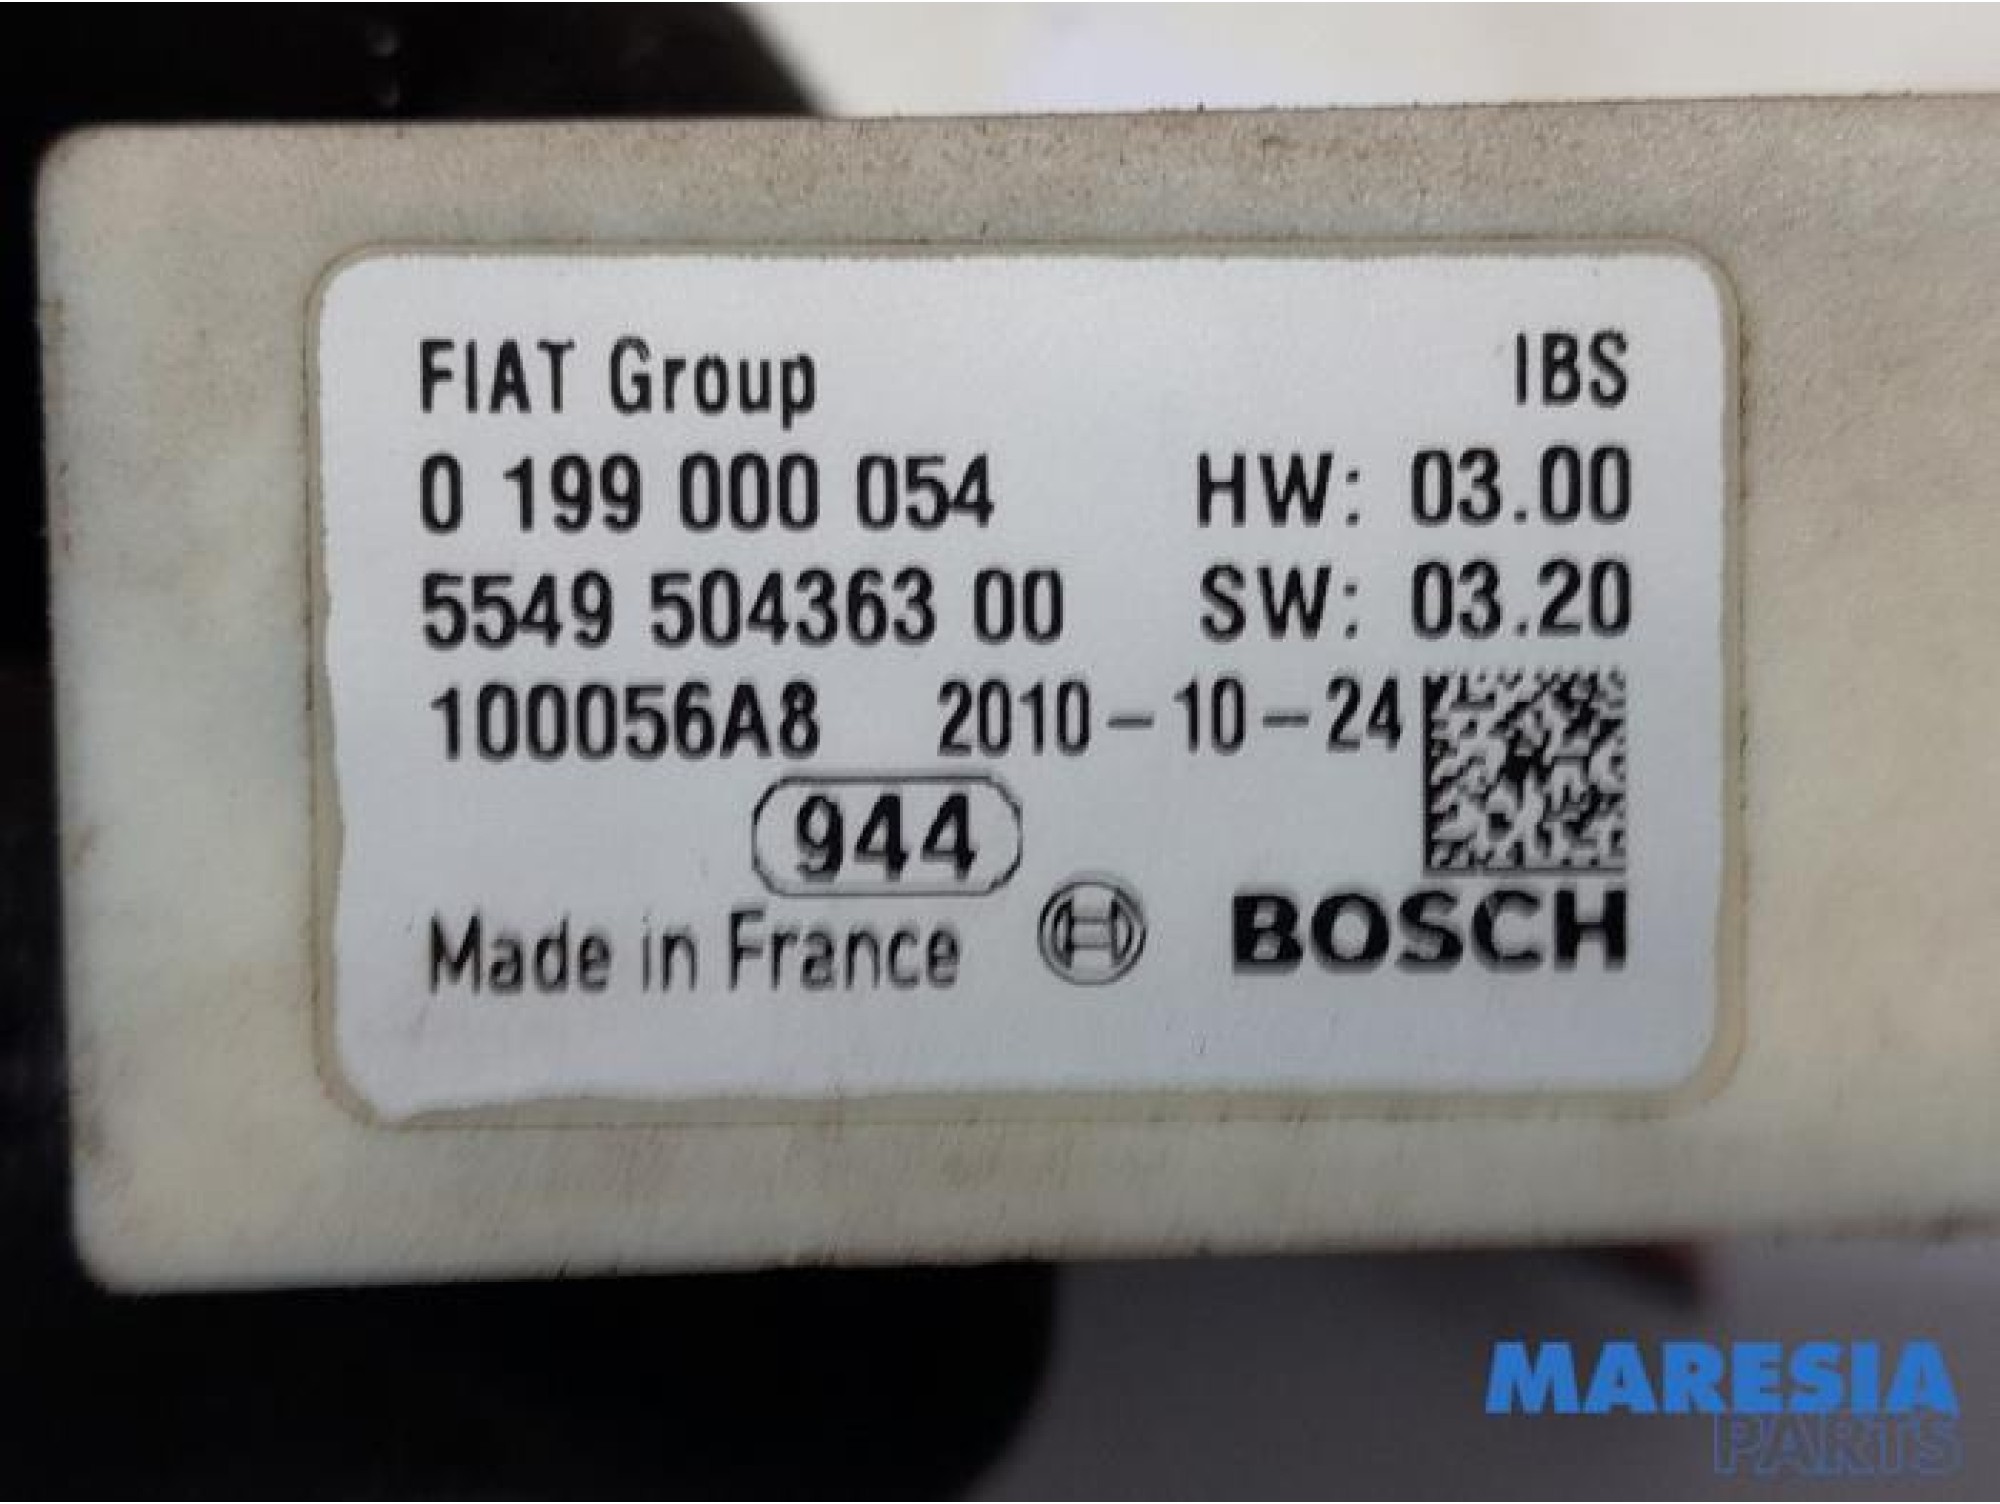 FIAT Group IBS
0 199 000 054 HW: 03.00
5549 504363 00 SW: 03.20
100056A8 2010-10-24
944
Made in France BOSCH
MARESIA
PARTS